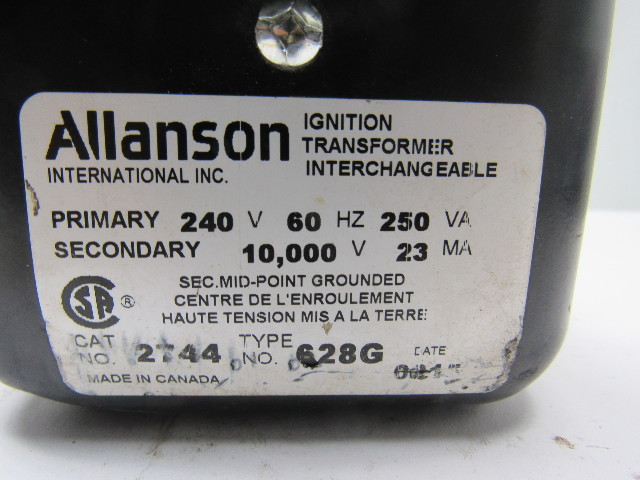 Allanson
INTERNATIONAL INC.
IGNITION
TRANSFORMER
INTERCHANGEABLE
PRIMARY 240 V 60 HZ 250 VA
SECONDARY 10,000 V 23 MA
SEC.MID-POINT GROUNDED
CENTRE DE L'ENROULEMENT
HAUTE TENSION MIS A LA TERRE
SA ®
CAT NO. 2744 TYPE NO. 628G DATE
MADE IN CANADA